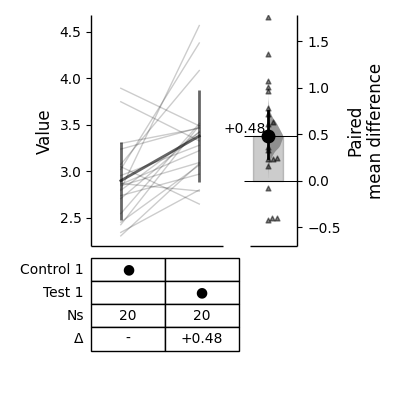 4.5
4.0
3.5
3.0
2.5
Value
+0.48
1.5
1.0
0.5
0.0
−0.5
Paired
mean difference
Control 1 ●
Test 1 ●
Ns 20 20
Δ - +0.48